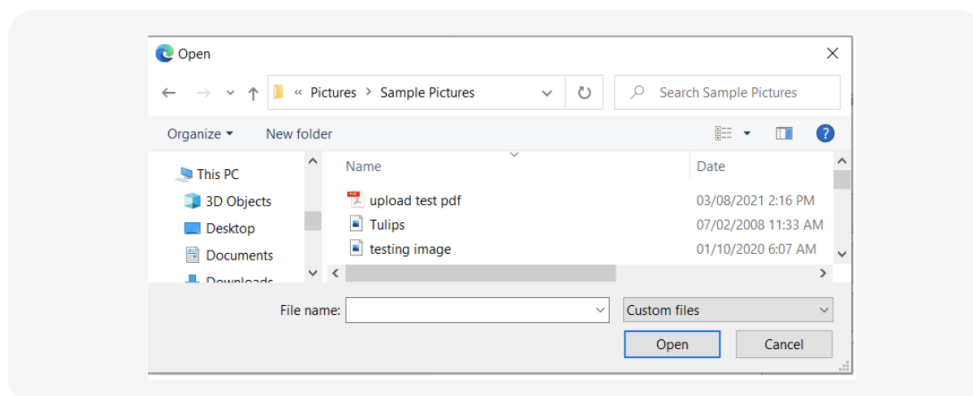 Open
« Pictures > Sample Pictures
Search Sample Pictures
Organize
New folder
?
This PC
3D Objects
Desktop
Documents
Downloads
Name
Date
upload test pdf
03/08/2021 2:16 PM
Tulips
07/02/2008 11:33 AM
testing image
01/10/2020 6:07 AM
File name:
Custom files
Open
Cancel